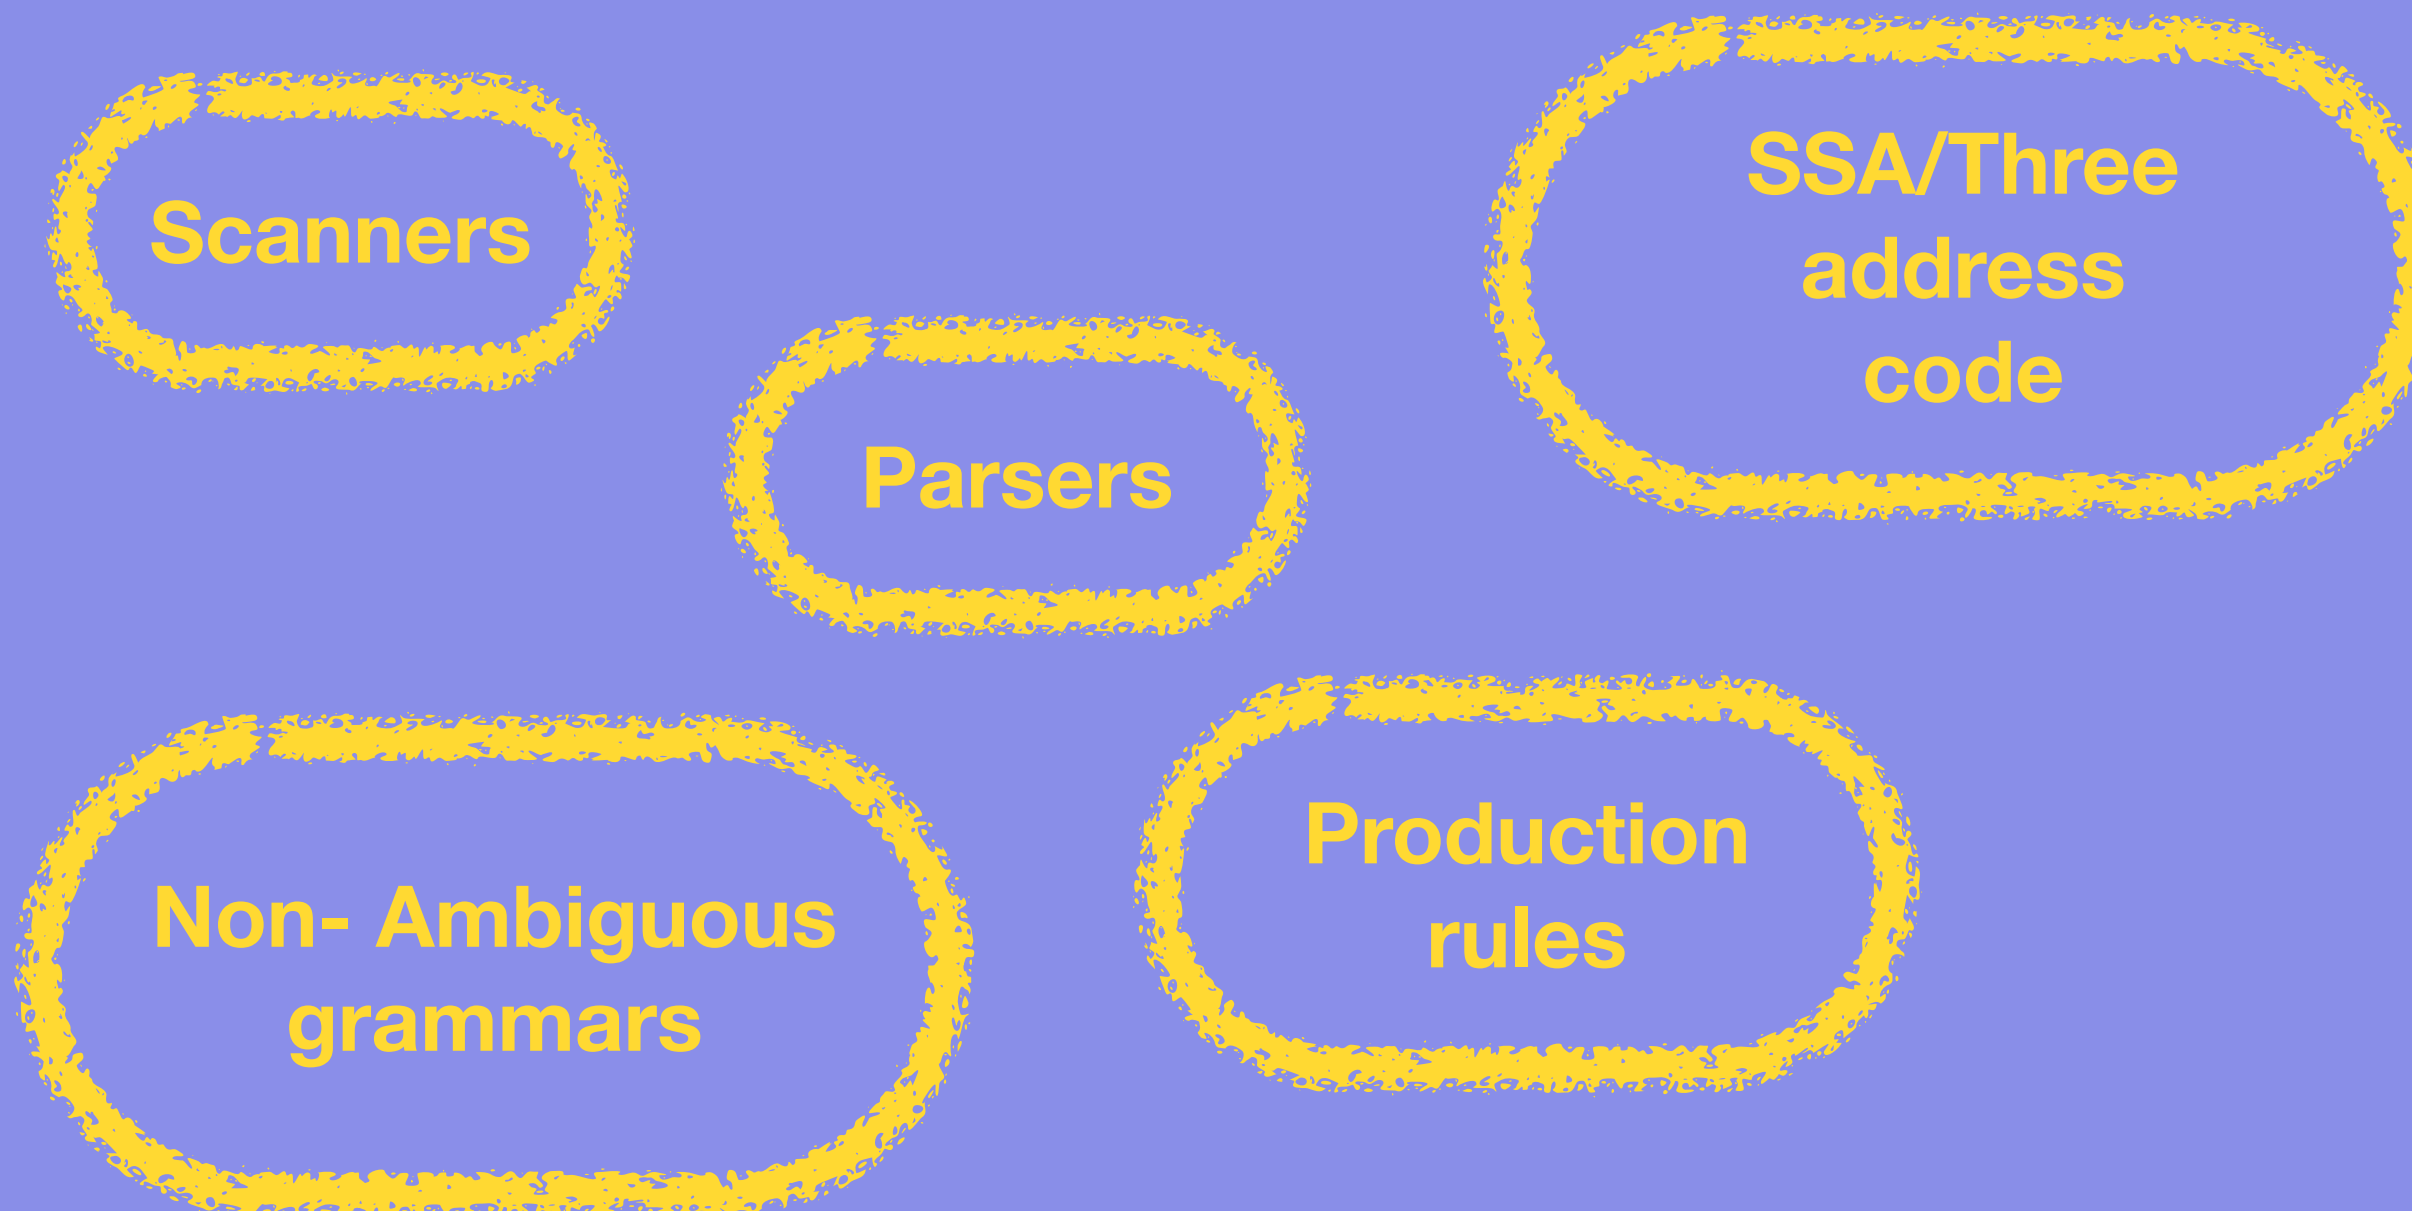 Scanners
SSA/Three
address
code
Parsers
Non- Ambiguous
grammars
Production
rules